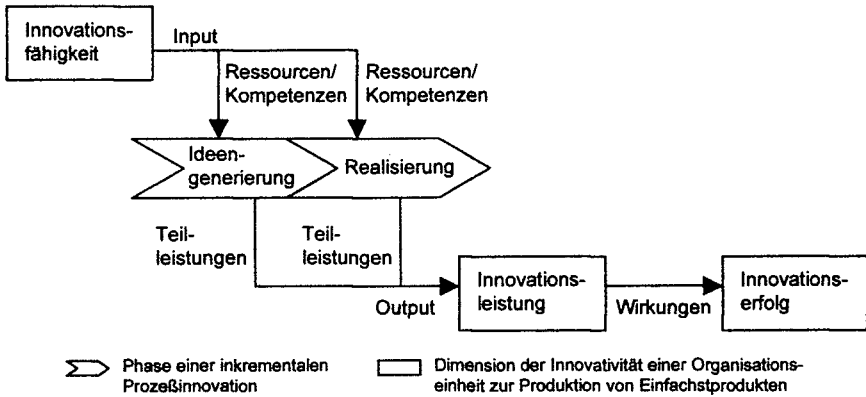 Innovations-
fähigkeit
Input
Ressourcen/
Kompetenzen
Ressourcen/
Kompetenzen
Ideen-
generierung
Realisierung
Teil-
leistungen
Teil-
leistungen
Output
Innovations-
leistung
Wirkungen
Innovations-
erfolg
Phase einer inkrementalen
Prozeßinnovation
Dimension der Innovativität einer Organisations-
einheit zur Produktion von Einfachstprodukten